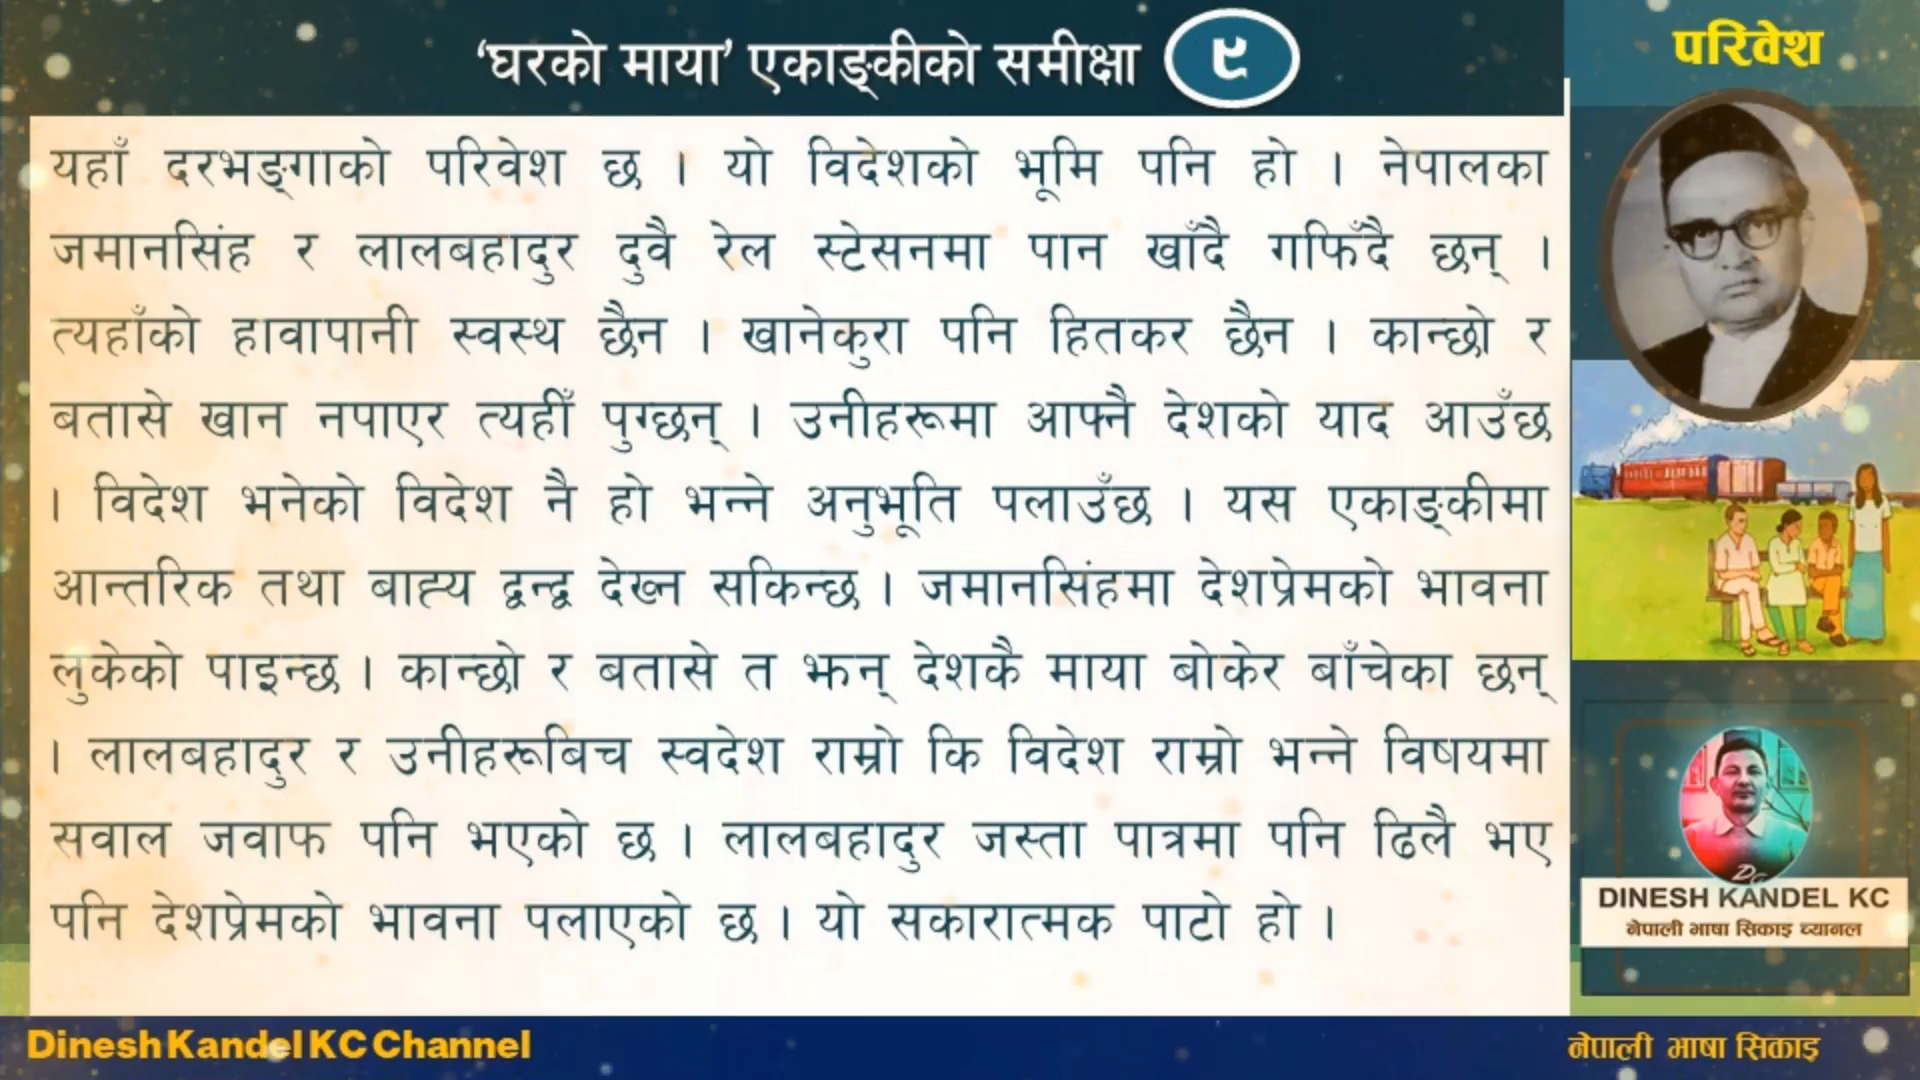 ‘घरको माया’ एकाङ्कीको समीक्षा ९
परिवेश
यहाँ दरभङ्गाको परिवेश छ । यो विदेशको भूमि पनि हो । नेपालका
जमानसिंह र लालबहादुर दुवै रेल स्टेसनमा पान खाँदै गफिँदै छन् ।
त्यहाँको हावापानी स्वस्थ छैन । खानेकुरा पनि हितकर छैन । कान्छो र
बतासे खान नपाएर त्यहीँ पुग्छन् । उनीहरूमा आफ्नै देशको याद आउँछ
। विदेश भनेको विदेश नै हो भन्ने अनुभूति पलाउँछ । यस एकाङ्कीमा
आन्तरिक तथा बाह्य द्वन्द्व देख्न सकिन्छ । जमानसिंहमा देशप्रेमको भावना
लुकेको पाइन्छ । कान्छो र बतासे त झन् देशकै माया बोकेर बाँचेका छन्
। लालबहादुर र उनीहरूबिच स्वदेश राम्रो कि विदेश राम्रो भन्ने विषयमा
सवाल जवाफ पनि भएको छ । लालबहादुर जस्ता पात्रमा पनि ढिलै भए
पनि देशप्रेमको भावना पलाएको छ । यो सकारात्मक पाटो हो ।
DINESH KANDEL KC
नेपाली भाषा सिकाइ च्यानल
Dinesh Kandel KC Channel
नेपाली भाषा सिकाइ